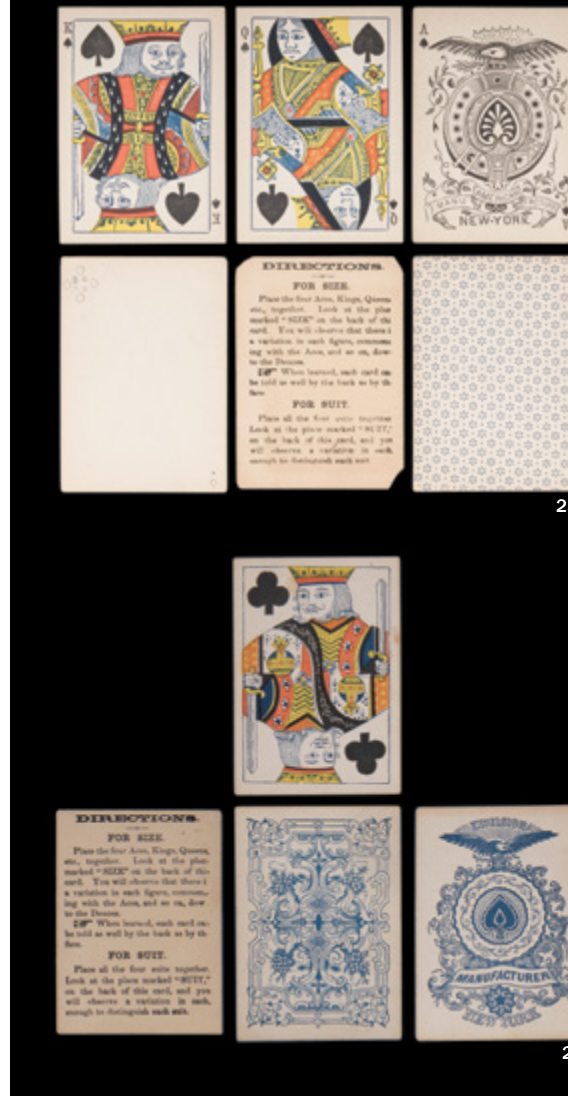 K
Q
A
MANU
NEW-YORK
K
Q
A
DIRECTIONS.
FOR SIZE.
Place the four Aces, Kings, Queens
etc., together. Look at the plac
marked "SIZE" on the back of thi
card. You will observe that there i
a variation in each figure, commenc
ing with the Aces, and so on, dow
to the Deuces.
When learned, each card can
be told as well by the back as by th
face.
FOR SUIT.
Place all the four suits together
Look at the place marked "SUIT,"
on the back of this card, and you
will observe a variation in each,
enough to distinguish each suit.
2
DIRECTIONS.
FOR SIZE.
Place the four Aces, Kings, Queens,
etc., together. Look at the place
marked "SIZE" on the back of this
card. You will observe that there i
a variation in each figure, commenc-
ing with the Aces, and so on, dow
to the Deuces.
When learned, each card can
be told as well by the back as by th
face.
FOR SUIT.
Place all the four suits together.
Look at the place marked "SUIT,"
on the back of this card, and you
will observe a variation in each,
enough to distinguish each suit.
MANUFACTURER
NEW YORK
2